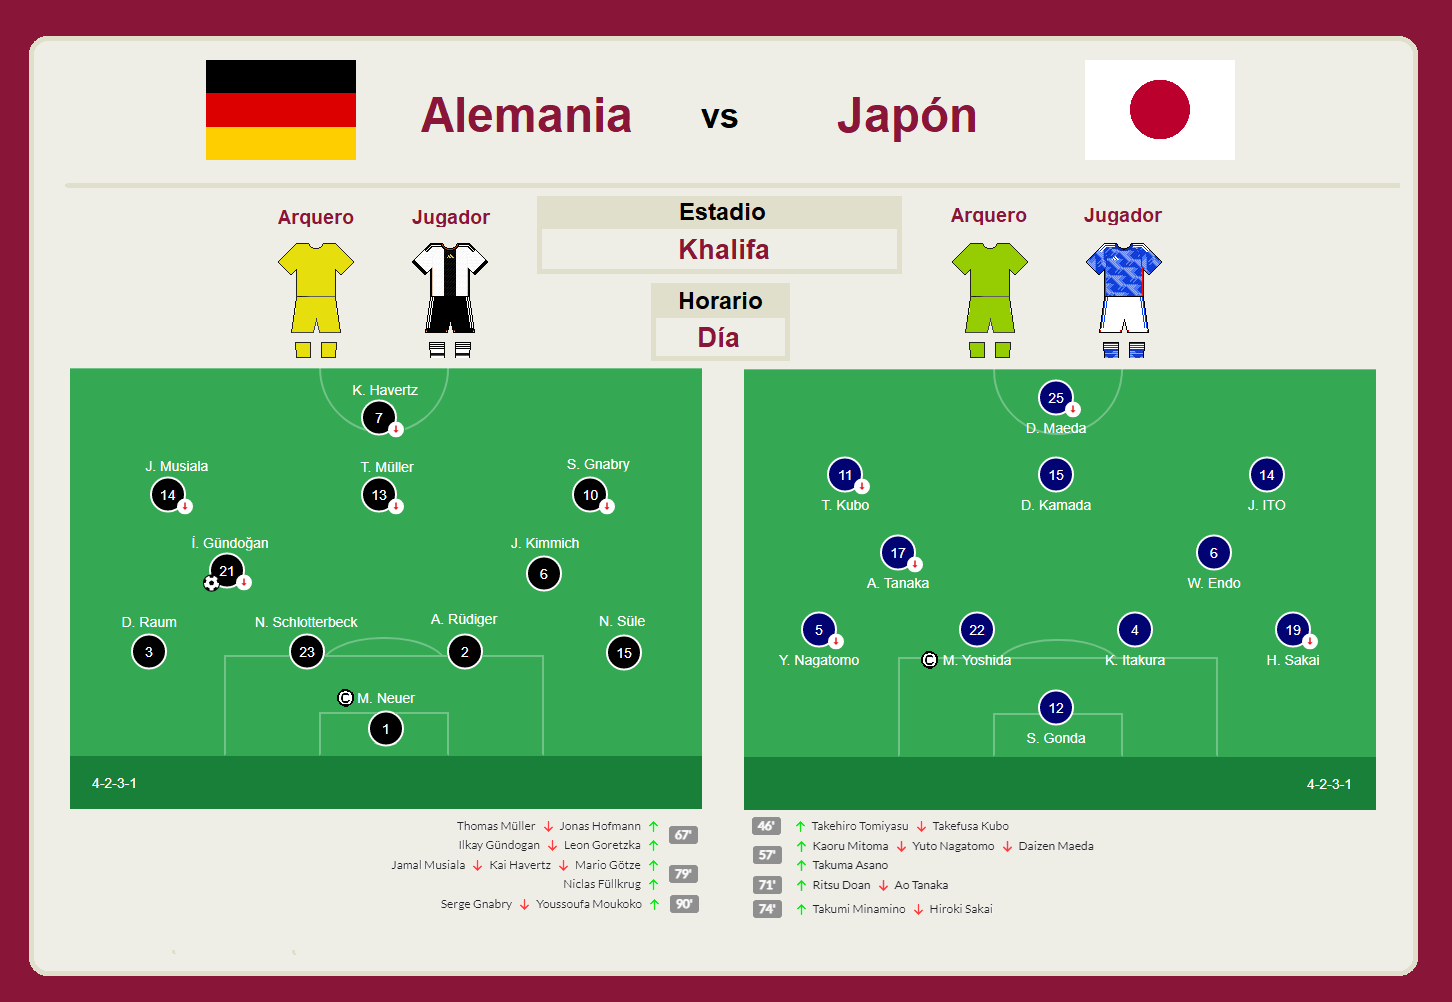 Alemania vs Japón
Arquero Jugador
Estadio
Khalifa
Horario
Día
Arquero Jugador
K. Havertz
7
J. Musiala T. Müller S. Gnabry
14 13 10
Í. Gündoğan J. Kimmich
21 6
D. Raum N. Schlotterbeck A. Rüdiger N. Süle
3 23 2 15
© M. Neuer
1
4-2-3-1
25
D. Maeda
11 15 14
T. Kubo D. Kamada J. ITO
17 6
A. Tanaka W. Endo
5 22 4 19
Y. Nagatomo © M. Yoshida K. Itakura H. Sakai
12
S. Gonda
4-2-3-1
Thomas Müller ↓ Jonas Hofmann ↑ 67'
Ilkay Gündogan ↓ Leon Goretzka ↑
Jamal Musiala ↓ Kai Havertz ↓ Mario Götze ↑ 79'
Niclas Füllkrug ↑
Serge Gnabry ↓ Youssoufa Moukoko ↑ 90'
46' ↑ Takehiro Tomiyasu ↓ Takefusa Kubo
57' ↑ Kaoru Mitoma ↓ Yuto Nagatomo ↓ Daizen Maeda
↑ Takuma Asano
71' ↑ Ritsu Doan ↓ Ao Tanaka
74' ↑ Takumi Minamino ↓ Hiroki Sakai